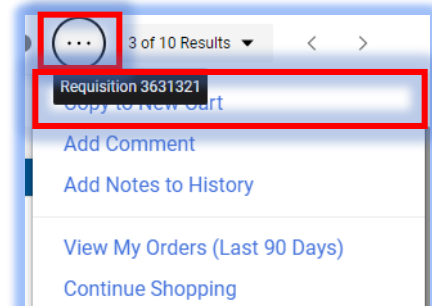 ··· 3 of 10 Results
Requisition 3631321
Copy to New Cart
Add Comment
Add Notes to History
View My Orders (Last 90 Days)
Continue Shopping